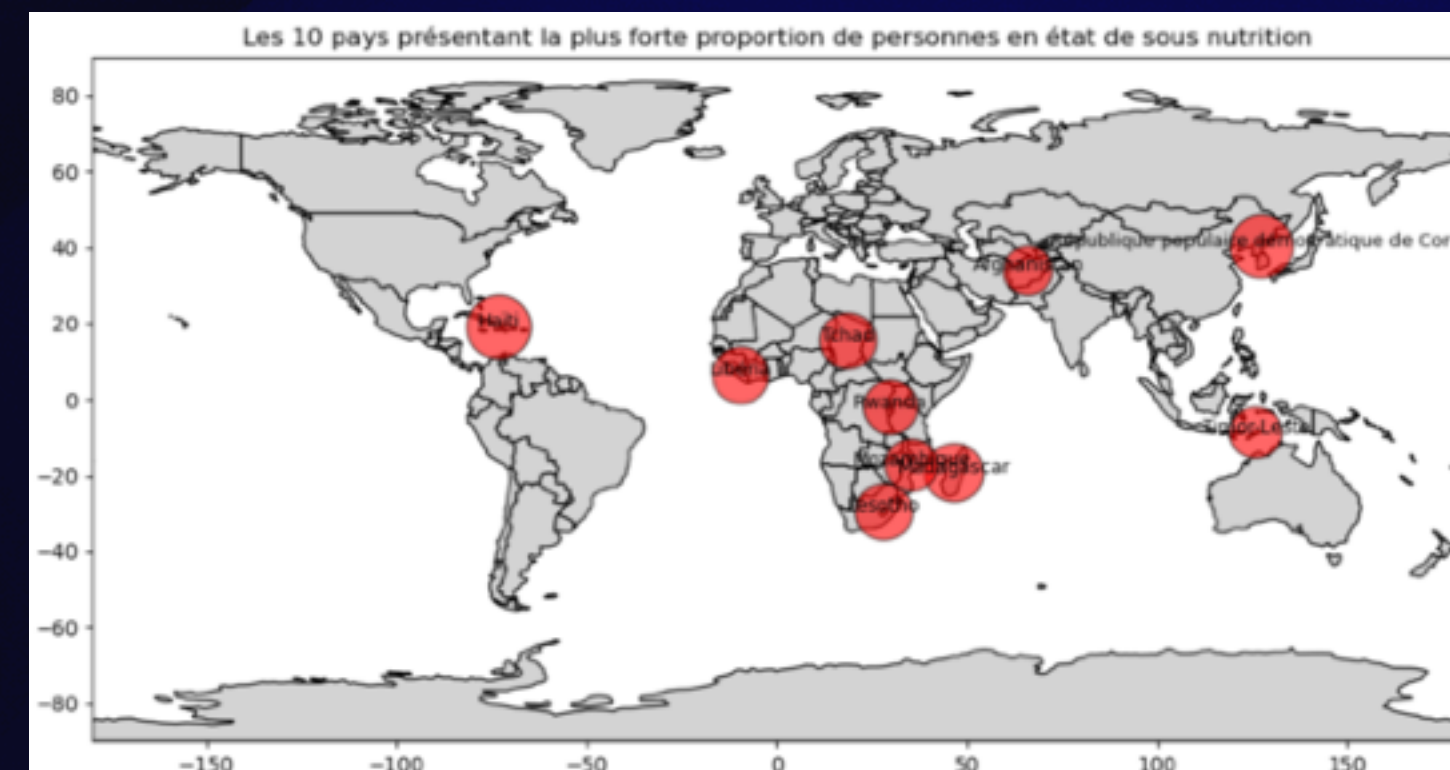 Les 10 pays présentant la plus forte proportion de personnes en état de sous nutrition
80
60
40
20
0
−20
−40
−60
−80
République populaire démocratique de Cor
Afghanistan
Haïti
Tchad
Libéria
Rwanda
Timor-Leste
Mozambique
Madagascar
Lesotho
−150
−100
−50
0
50
100
150